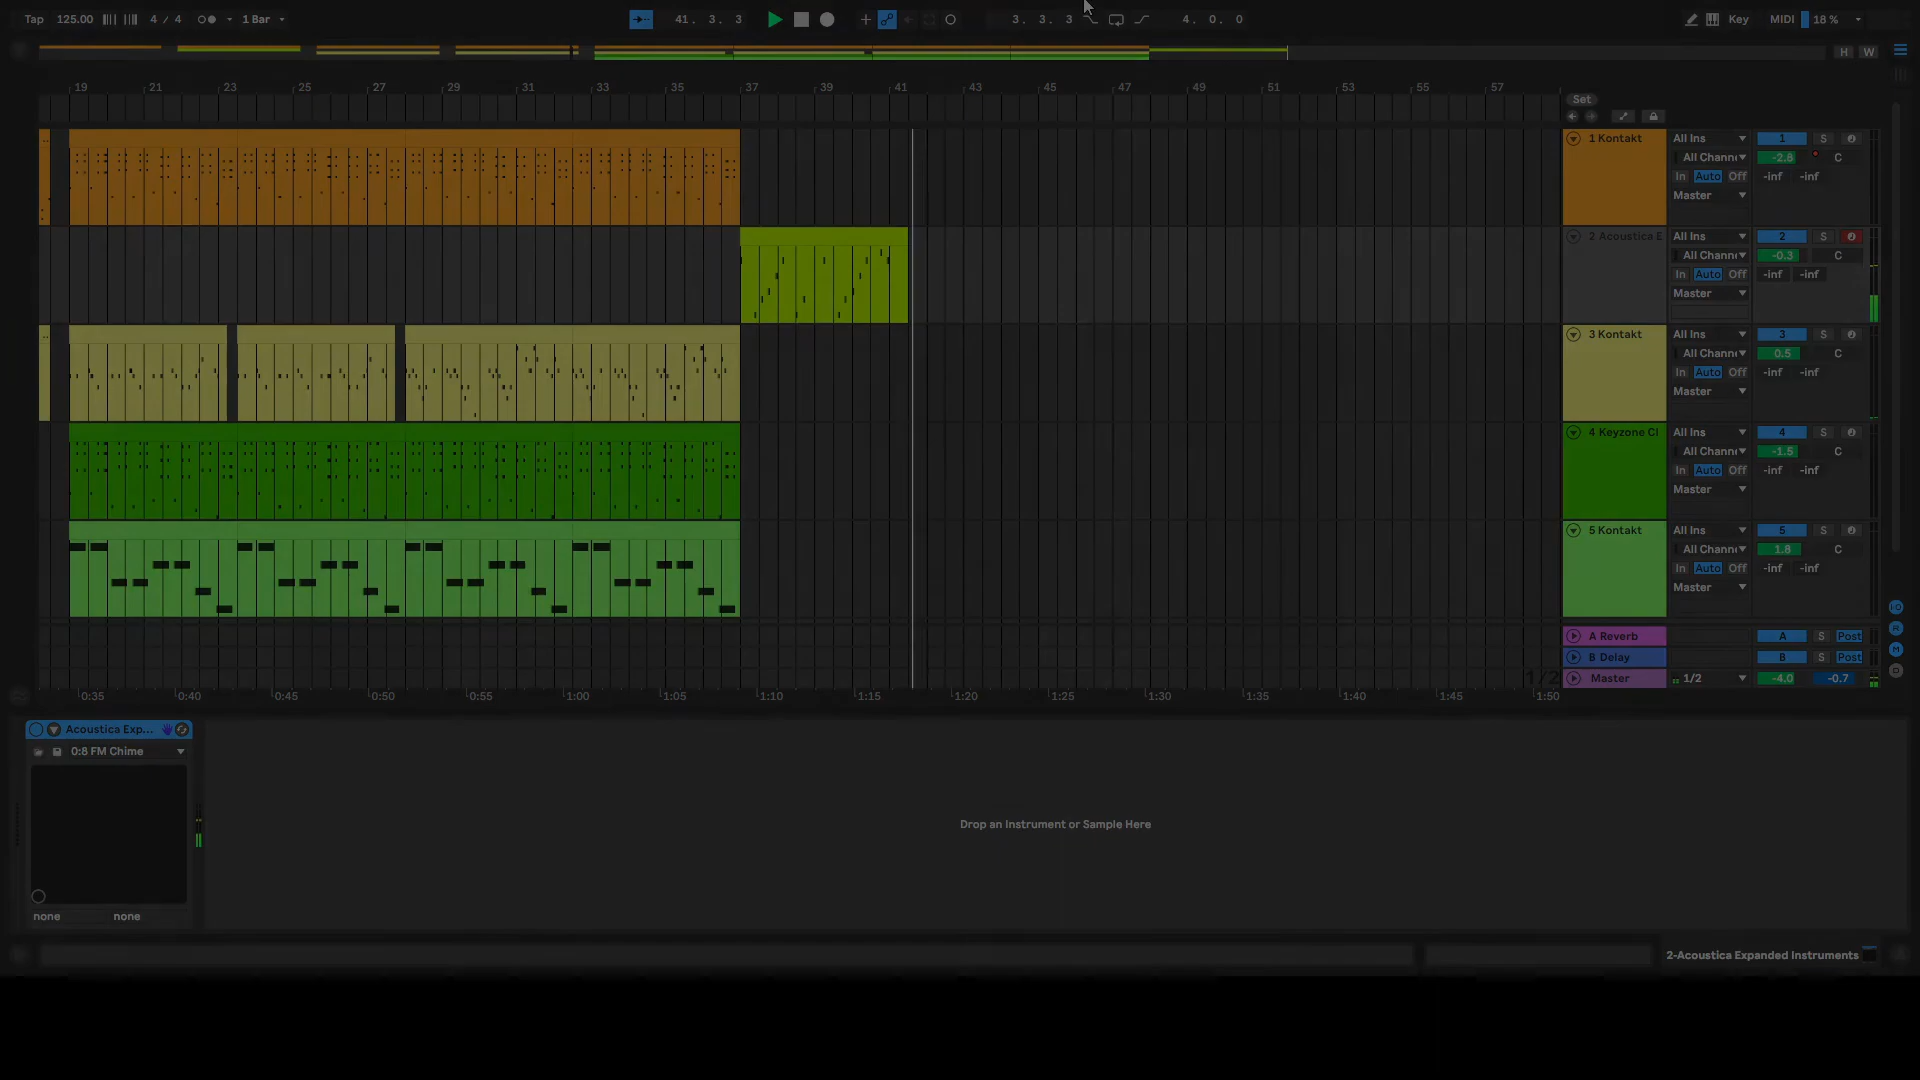 Tap 125.00 4 / 4 1 Bar 41. 3. 3 3. 3. 3 4. 0. 0 Key MIDI 18 %
H W
19 21 23 25 27 29 31 33 35 37 39 41 43 45 47 49 51 53 55 57
Set
1 Kontakt All Ins 1 S
All Chann -2.8 C
In Auto Off -inf -inf
Master
2 Acoustica E All Ins 2 S
All Chann -0.3 C
In Auto Off -inf -inf
Master
3 Kontakt All Ins 3 S
All Chann 0.5 C
In Auto Off -inf -inf
Master
4 Keyzone Cl All Ins 4 S
All Chann -1.5 C
In Auto Off -inf -inf
Master
5 Kontakt All Ins 5 S
All Chann 1.8 C
In Auto Off -inf -inf
Master
A Reverb A S Post
B Delay B S Post
1/2 Master 1/2 -4.0 -0.7
0:35 0:40 0:45 0:50 0:55 1:00 1:05 1:10 1:15 1:20 1:25 1:30 1:35 1:40 1:45 1:50
Acoustica Exp...
0:8 FM Chime
Drop an Instrument or Sample Here
none none
2-Acoustica Expanded Instruments